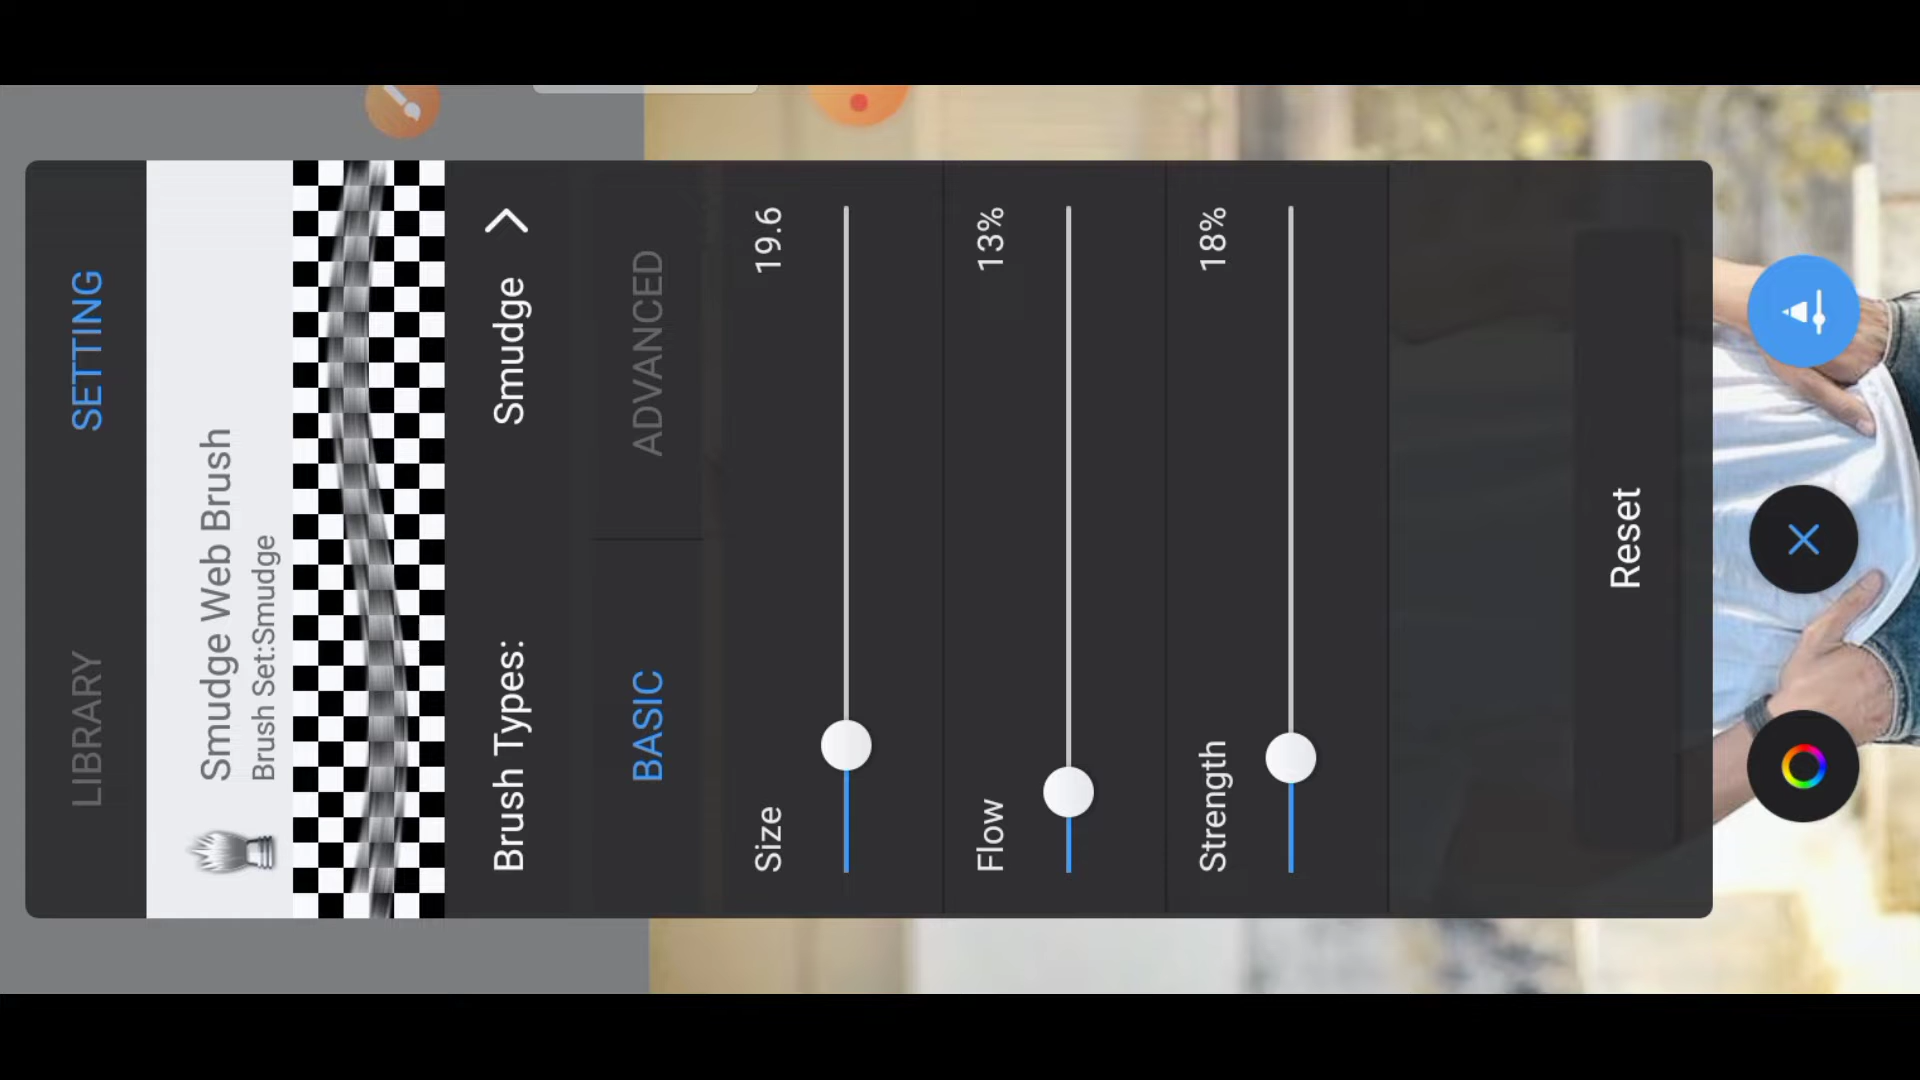 LIBRARY SETTING
Smudge Web Brush
Brush Set:Smudge
Brush Types: Smudge
BASIC ADVANCED
Size 19.6
Flow 13%
Strength 18%
Reset